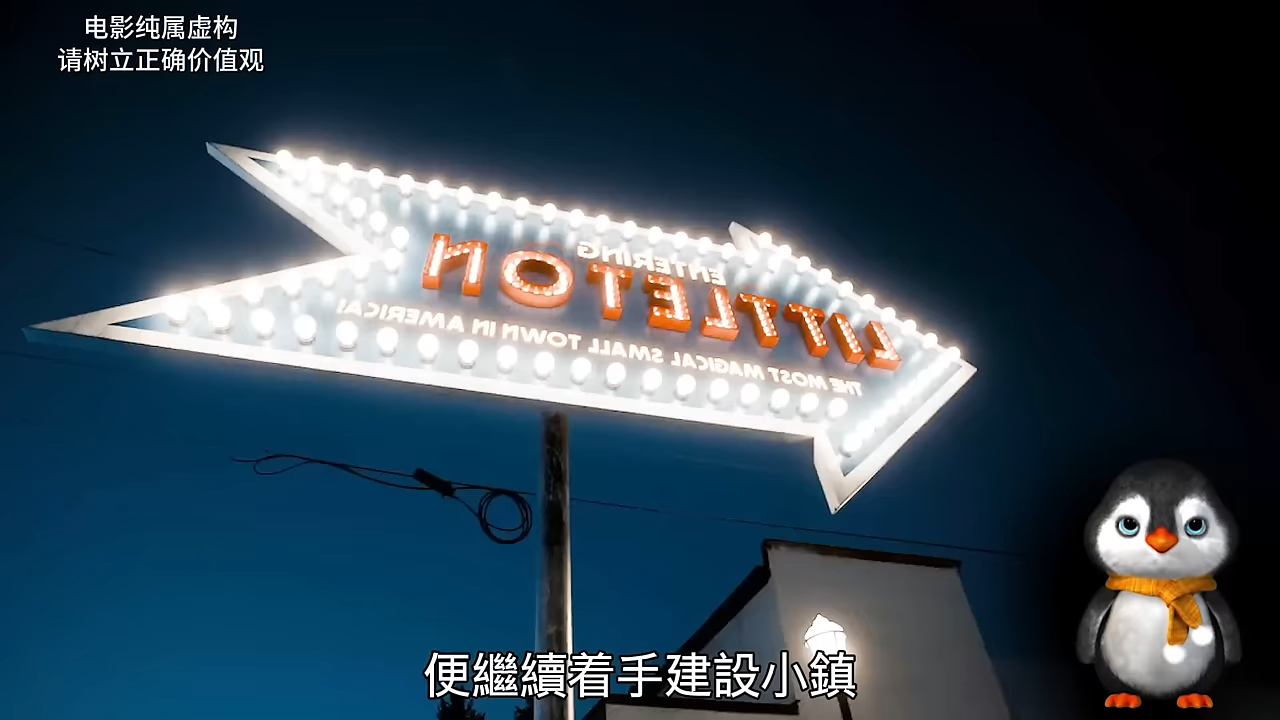 电影纯属虚构
请树立正确价值观
ENTERING
LITTLETON
THE MOST MAGICAL SMALL TOWN IN AMERICA!
便繼續着手建設小鎮